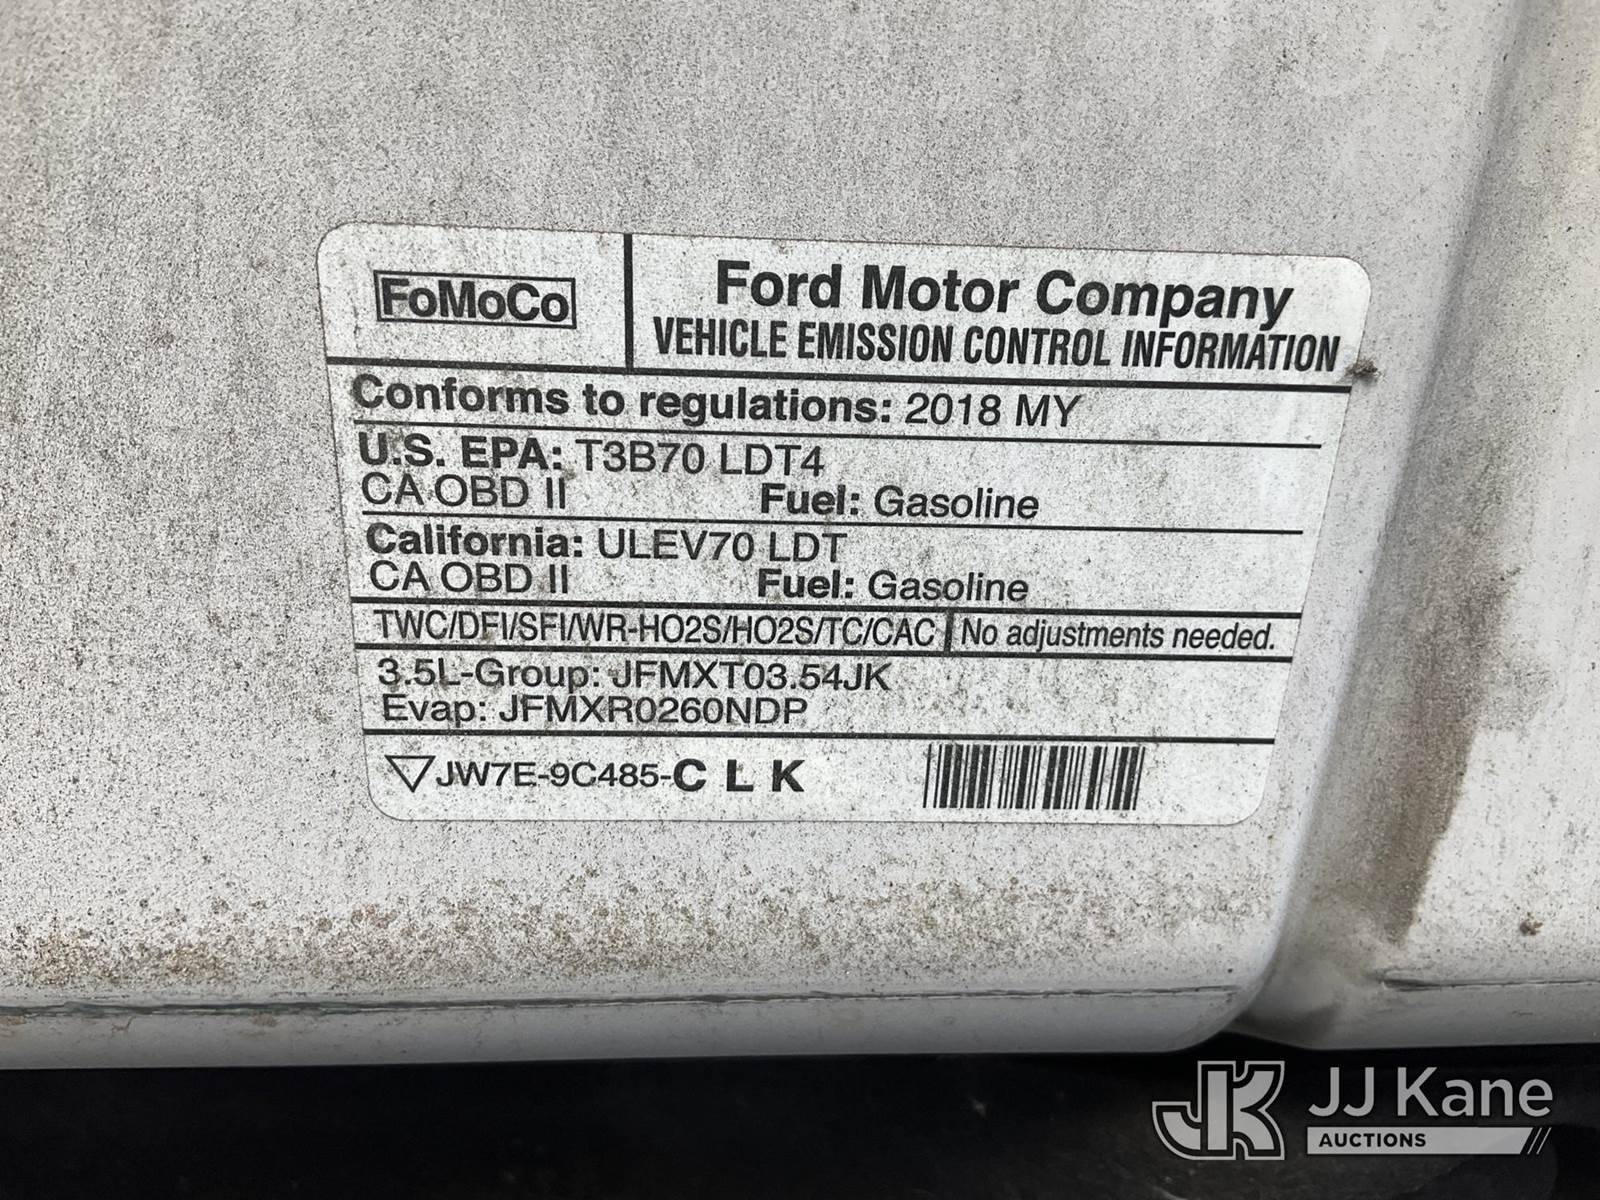 FoMoCo
Ford Motor Company
VEHICLE EMISSION CONTROL INFORMATION
Conforms to regulations: 2018 MY
U.S. EPA: T3B70 LDT4
CA OBD II Fuel: Gasoline
California: ULEV70 LDT
CA OBD II Fuel: Gasoline
TWC/DFI/SFI/WR-HO2S/HO2S/TC/CAC No adjustments needed.
3.5L-Group: JFMXT03.54JK
Evap: JFMXR0260NDP
JW7E-9C485-C L K
JK JJ Kane
AUCTIONS